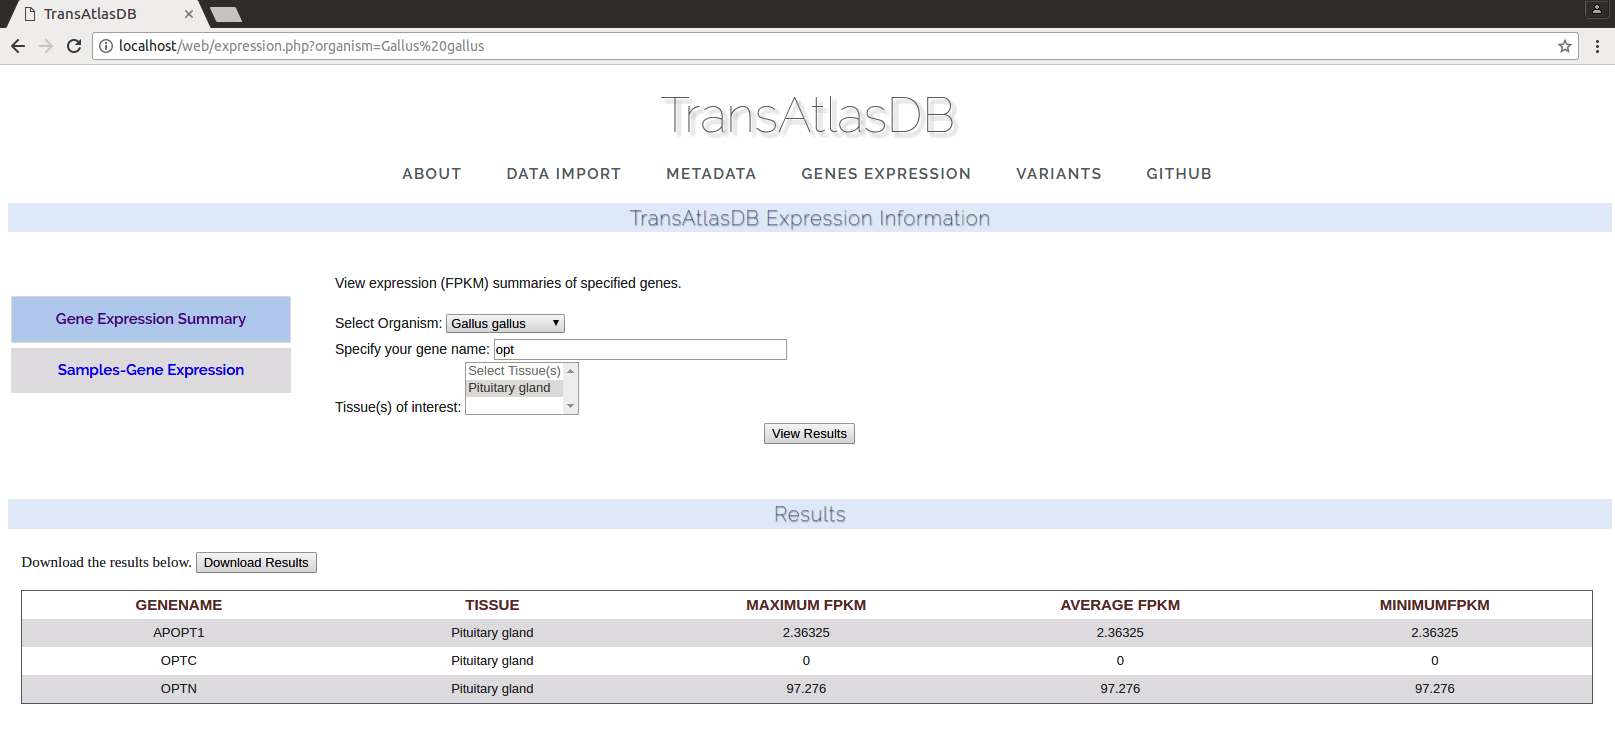 TransAtlasDB
localhost/web/expression.php?organism=Gallus%20gallus
TransAtlasDB
ABOUT DATA IMPORT METADATA GENES EXPRESSION VARIANTS GITHUB
TransAtlasDB Expression Information
View expression (FPKM) summaries of specified genes.
Gene Expression Summary
Samples-Gene Expression
Select Organism: Gallus gallus
Specify your gene name: opt
Select Tissue(s)
Pituitary gland
Tissue(s) of interest:
View Results
Results
Download the results below. Download Results
GENENAME TISSUE MAXIMUM FPKM AVERAGE FPKM MINIMUMFPKM
APOPT1 Pituitary gland 2.36325 2.36325 2.36325
OPTC Pituitary gland 0 0 0
OPTN Pituitary gland 97.276 97.276 97.276